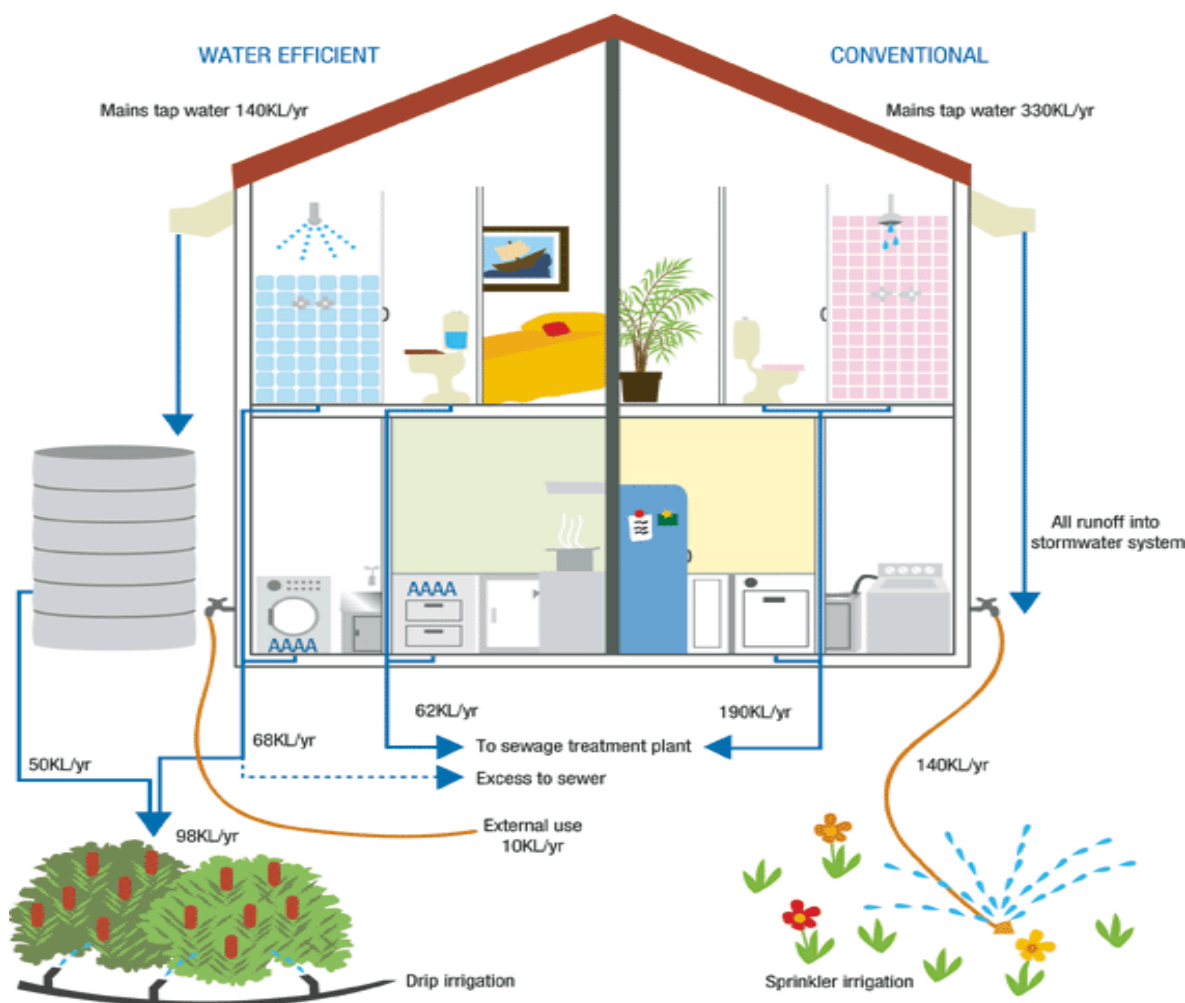 WATER EFFICIENT
CONVENTIONAL
Mains tap water 140KL/yr
Mains tap water 330KL/yr
All runoff into
stormwater system
AAAA
AAAA
62KL/yr
190KL/yr
68KL/yr
To sewage treatment plant
50KL/yr
140KL/yr
Excess to sewer
External use
10KL/yr
98KL/yr
Drip irrigation
Sprinkler irrigation